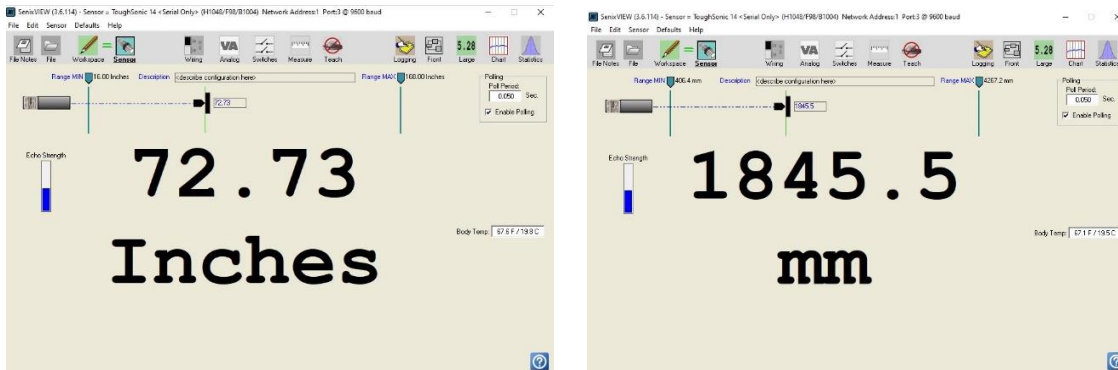 SenixVIEW (3.6.114) - Sensor = ToughSonic 14 <Serial Only> (H1048/F98/B1004) Network Address:1 Port:3 @ 9600 baud
File Edit Sensor Defaults Help
File Notes File Workspace = Sensor Wiring VA Analog Switches Measure Teach Logging Front 5.28 Large Chart Statistics
Range MIN 16.00 Inches Description <describe configuration here> Range MAX 160.00 Inches Polling
Poll Period:
0.050 Sec.
Enable Polling
72.73
Echo Strength
72.73
Body Temp: 67.6 F / 19.8 C
Inches
?
SenixVIEW (3.6.114) - Sensor = ToughSonic 14 <Serial Only> (H1048/F98/B1004) Network Address:1 Port:3 @ 9600 baud
File Edit Sensor Defaults Help
File Notes File Workspace = Sensor Wiring VA Analog Switches Measure Teach Logging Front 5.28 Large Chart Statistics
Range MIN 406.4 mm Description <describe configuration here> Range MAX 4267.2 mm Polling
Poll Period:
0.050 Sec.
Enable Polling
1845.5
Echo Strength
1845.5
Body Temp: 67.1 F / 19.5 C
mm
?